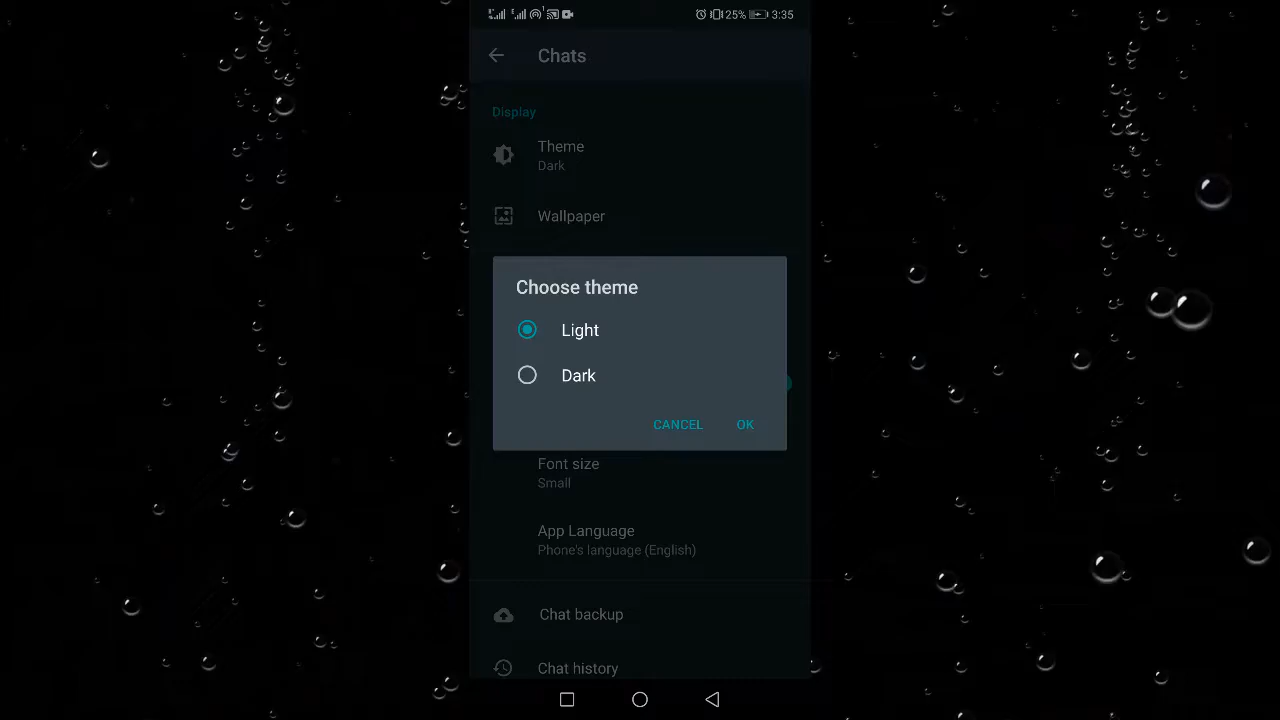 25% 3:35
Chats
Display
Theme
Dark
Wallpaper
Choose theme
Light
Dark
CANCEL OK
Font size
Small
App Language
Phone's language (English)
Chat backup
Chat history